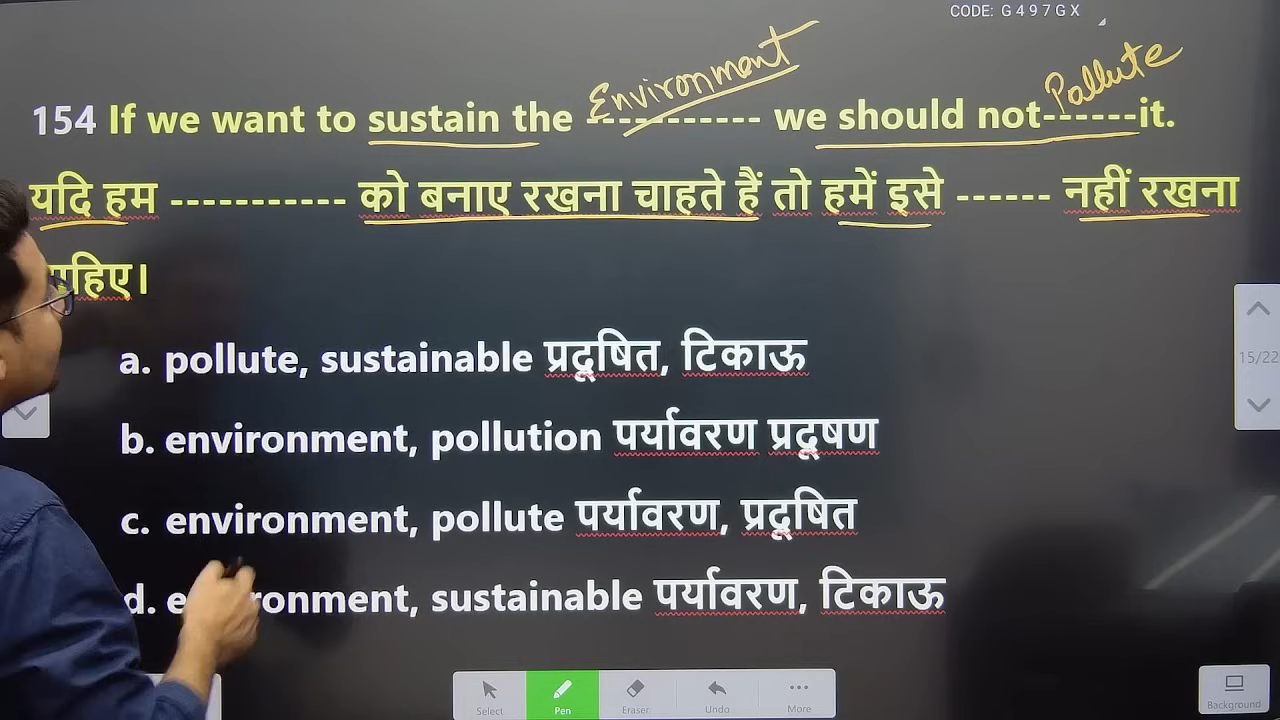 CODE: G 4 9 7 G X
Environment Pollute
154 If we want to sustain the ----------- we should not------it.
यदि हम ----------- को बनाए रखना चाहते हैं तो हमें इसे ------ नहीं रखना
ाहिए।
a. pollute, sustainable प्रदूषित, टिकाऊ
15/22
b. environment, pollution पर्यावरण प्रदूषण
c. environment, pollute पर्यावरण, प्रदूषित
d. e ronment, sustainable पर्यावरण, टिकाऊ
Select Pen Eraser Undo More Background